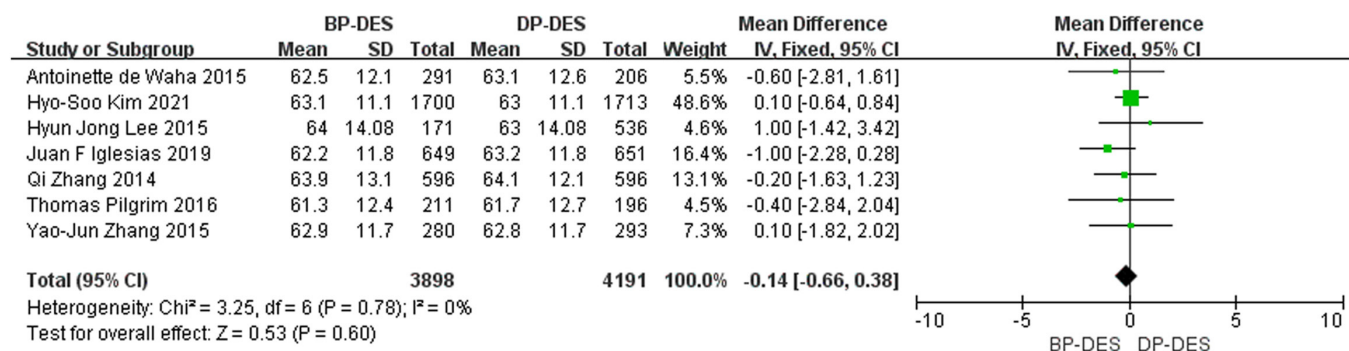 BP-DES DP-DES Mean Difference Mean Difference
Study or Subgroup Mean SD Total Mean SD Total Weight IV, Fixed, 95% CI IV, Fixed, 95% CI
Antoinette de Waha 2015 62.5 12.1 291 63.1 12.6 206 5.5% -0.60 [-2.81, 1.61]
Hyo-Soo Kim 2021 63.1 11.1 1700 63 11.1 1713 48.6% 0.10 [-0.64, 0.84]
Hyun Jong Lee 2015 64 14.08 171 63 14.08 536 4.6% 1.00 [-1.42, 3.42]
Juan F Iglesias 2019 62.2 11.8 649 63.2 11.8 651 16.4% -1.00 [-2.28, 0.28]
Qi Zhang 2014 63.9 13.1 596 64.1 12.1 596 13.1% -0.20 [-1.63, 1.23]
Thomas Pilgrim 2016 61.3 12.4 211 61.7 12.7 196 4.5% -0.40 [-2.84, 2.04]
Yao-Jun Zhang 2015 62.9 11.7 280 62.8 11.7 293 7.3% 0.10 [-1.82, 2.02]
Total (95% CI) 3898 4191 100.0% -0.14 [-0.66, 0.38]
Heterogeneity: Chi² = 3.25, df = 6 (P = 0.78); I² = 0%
Test for overall effect: Z = 0.53 (P = 0.60)
-10 -5 0 5 10
BP-DES DP-DES